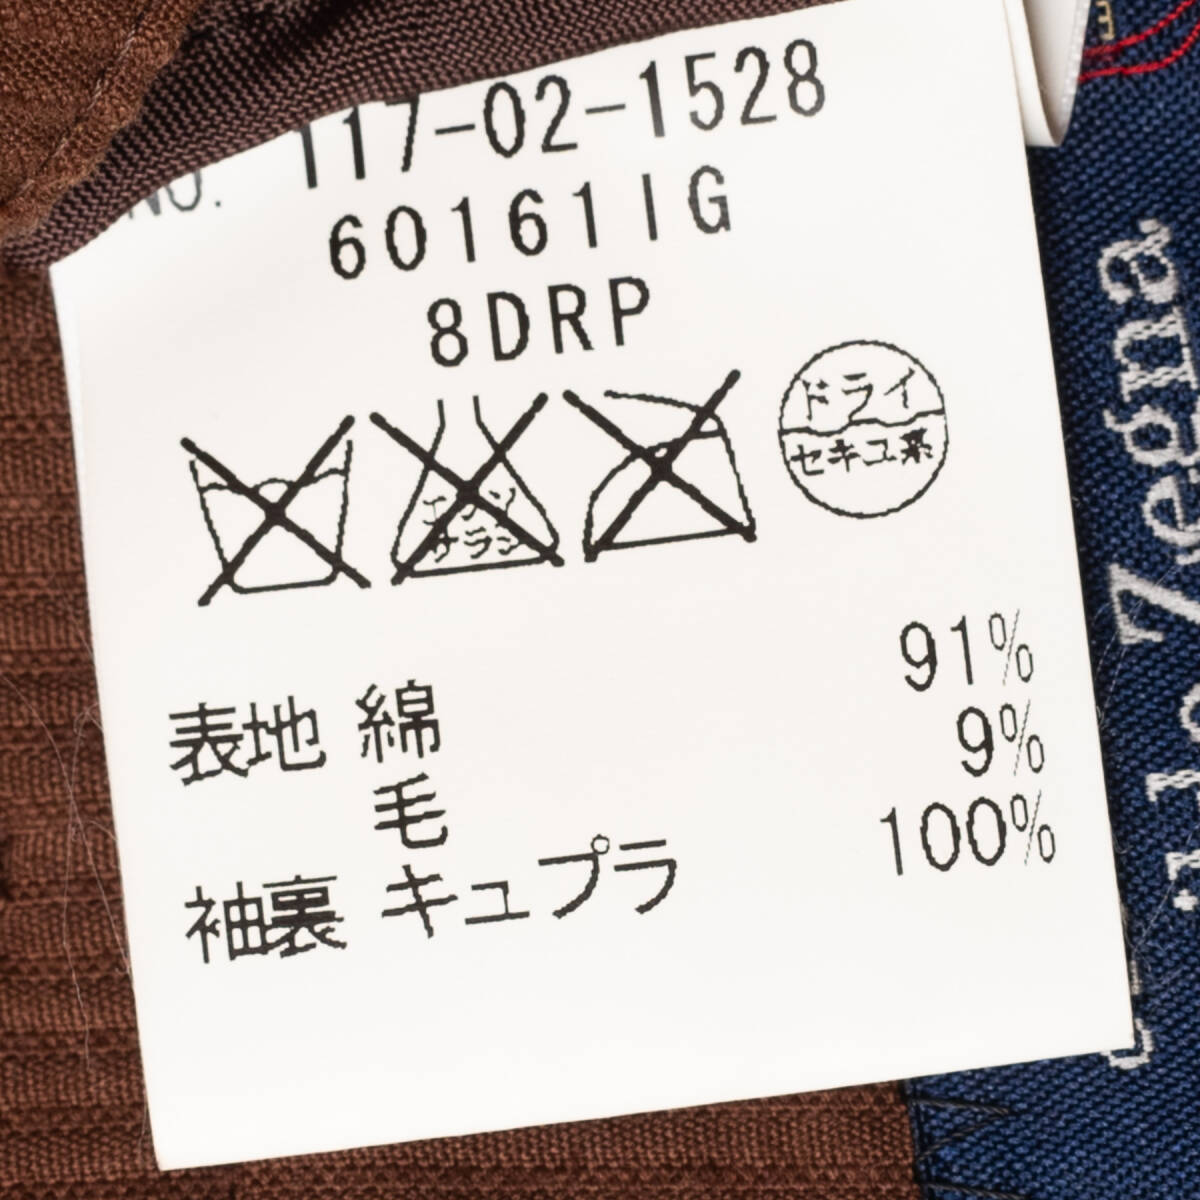 NO. 117-02-1528
60161IG
8DRP
エンソ
サラシ
ドライ
セキユ系
表地 綿 91%
毛 9%
袖裏 キュプラ 100%
Zegna